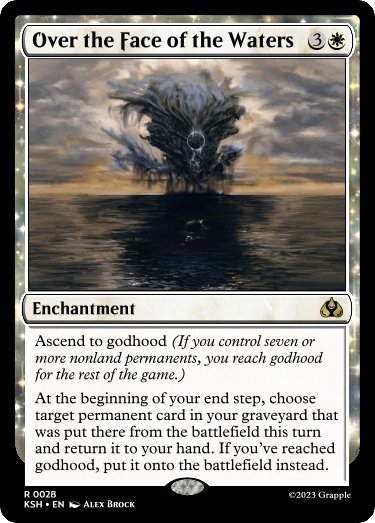 Over the Face of the Waters 3
Enchantment
Ascend to godhood (If you control seven or
more nonland permanents, you reach godhood
for the rest of the game.)
At the beginning of your end step, choose
target permanent card in your graveyard that
was put there from the battlefield this turn
and return it to your hand. If you've reached
godhood, put it onto the battlefield instead.
R 0028
KSH • EN Alex Brock
©2023 Grapple